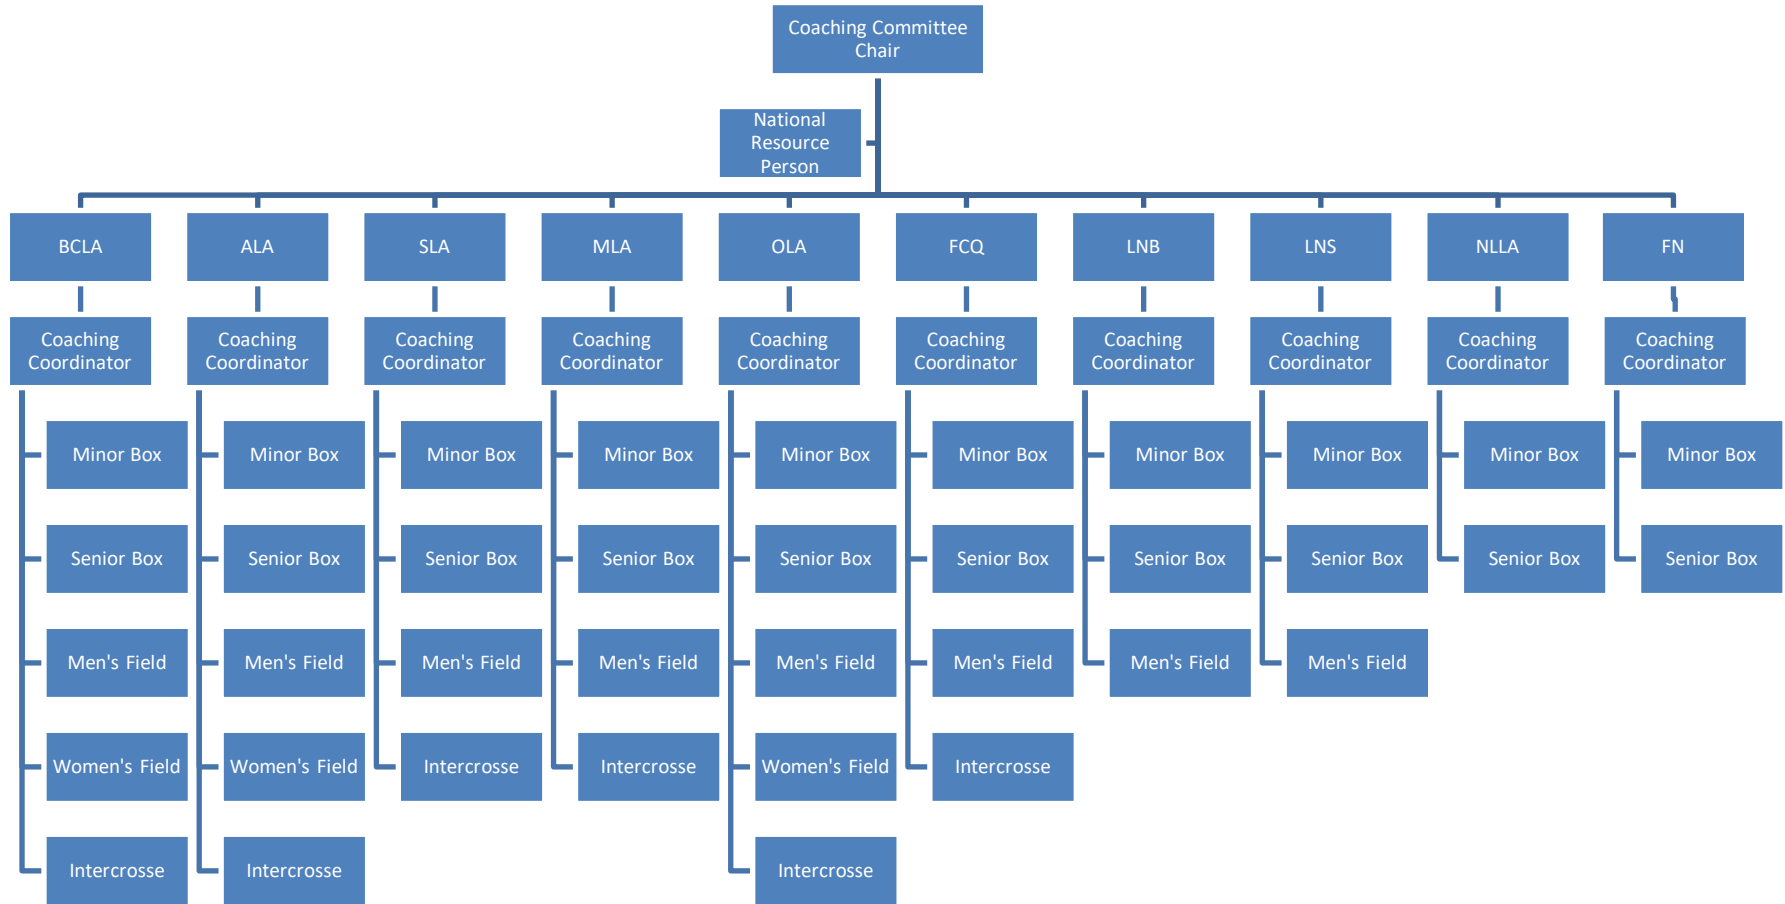 Coaching Committee
Chair
National
Resource
Person
BCLA
ALA
SLA
MLA
OLA
FCQ
LNB
LNS
NLLA
FN
Coaching
Coordinator
Coaching
Coordinator
Coaching
Coordinator
Coaching
Coordinator
Coaching
Coordinator
Coaching
Coordinator
Coaching
Coordinator
Coaching
Coordinator
Coaching
Coordinator
Coaching
Coordinator
Minor Box
Minor Box
Minor Box
Minor Box
Minor Box
Minor Box
Minor Box
Minor Box
Minor Box
Minor Box
Senior Box
Senior Box
Senior Box
Senior Box
Senior Box
Senior Box
Senior Box
Senior Box
Senior Box
Senior Box
Men's Field
Men's Field
Men's Field
Men's Field
Men's Field
Men's Field
Men's Field
Men's Field
Women's Field
Women's Field
Intercrosse
Intercrosse
Women's Field
Intercrosse
Intercrosse
Intercrosse
Intercrosse